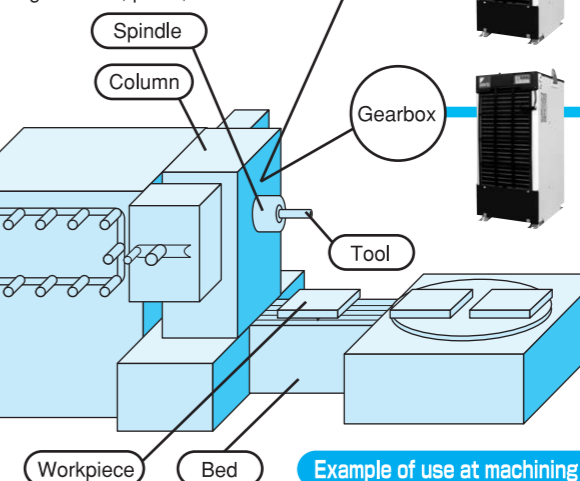 Spindle
Column
Gearbox
Tool
Workpiece
Bed
Example of use at machining